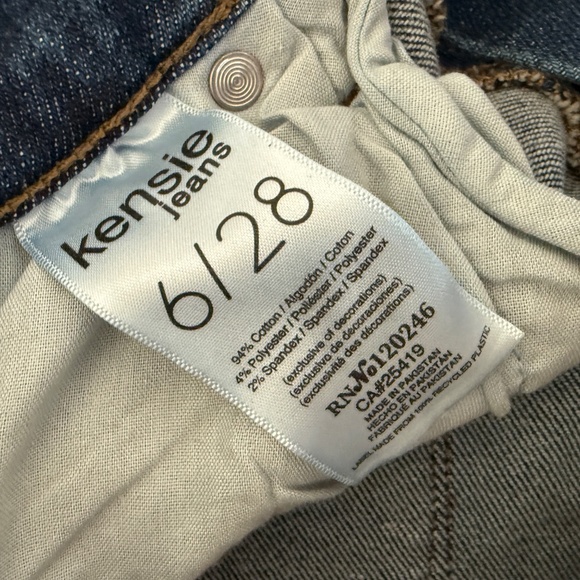 kensie
jeans
6/28
94% Cotton / Algodón / Coton
4% Polyester / Poliéster / Polyester
2% Spandex / Spandex / Spandex
(exclusive of decorations)
(exclusivo de decoraciones)
(exclusivité des décorations)
RN№120246
CA#25419
MADE IN PAKISTAN
HECHO EN PAKISTÁN
FABRIQUÉ AU PAKISTAN
LABEL MADE FROM 100% RECYCLED PLASTIC